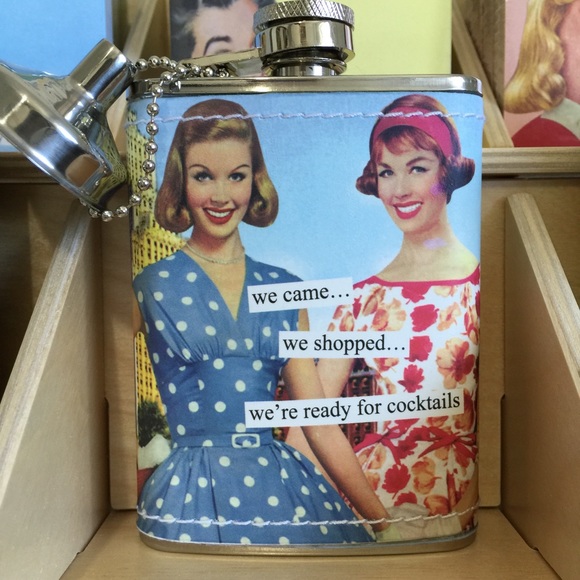 we came...
we shopped...
we're ready for cocktails